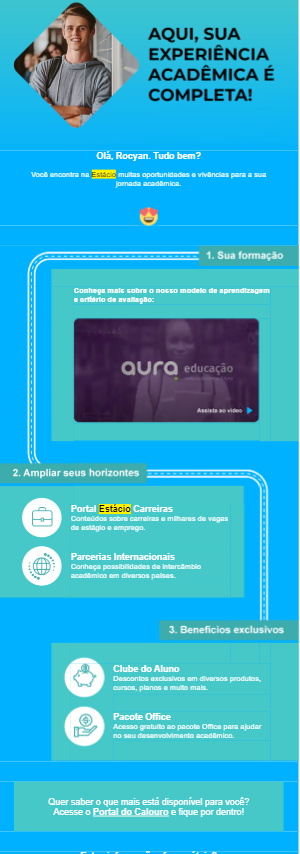 AQUI, SUA
EXPERIÊNCIA
ACADÊMICA É
COMPLETA!
Olá, Rocyan. Tudo bem?
Você encontra na Estácio muitas oportunidades e vivências para a sua
jornada acadêmica.
1. Sua formação
Conheça mais sobre o nosso modelo de aprendizagem
e critério de avaliação:
aura educação
Assista ao vídeo
2. Ampliar seus horizontes
Portal Estácio Carreiras
Conteúdos sobre carreiras e milhares de vagas
de estágio e emprego.
Parcerias Internacionais
Conheça possibilidades de intercâmbio
acadêmico em diversos países.
3. Benefícios exclusivos
Clube do Aluno
Descontos exclusivos em diversos produtos,
cursos, planos e muito mais.
Pacote Office
Acesso gratuito ao pacote Office para ajudar
no seu desenvolvimento acadêmico.
Quer saber o que mais está disponível para você?
Acesse o Portal do Calouro e fique por dentro!